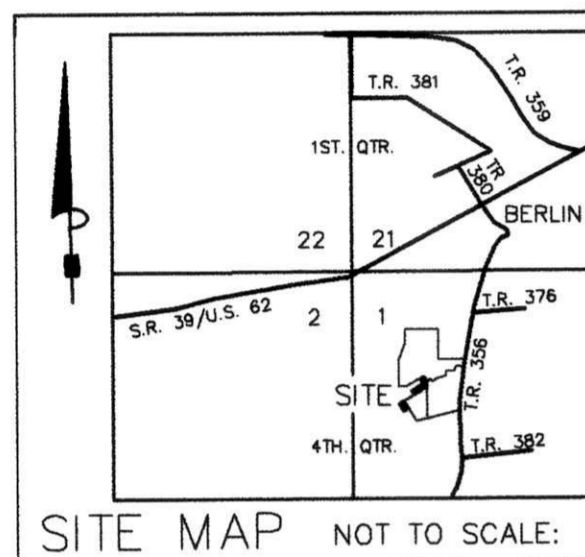 T.R. 381
T.R. 359
1ST. QTR.
TR
380
BERLIN
22
21
S.R. 39/U.S. 62
2
1
T.R. 376
T.R. 356
SITE
4TH. QTR.
T.R. 382
SITE MAP NOT TO SCALE: